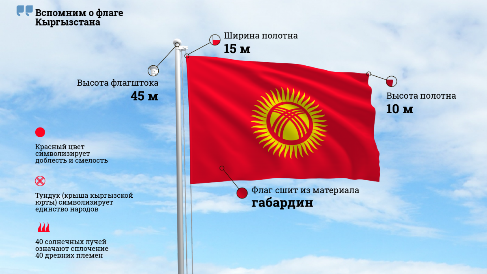 Вспомним о флаге
Кыргызстана
Ширина полотна
15 м
Высота флагштока
45 м
Высота полотна
10 м
Красный цвет
символизирует
доблесть и смелость
Флаг сшит из материала
габардин
Тундук (крыша кыргызской
юрты) символизирует
единство народов
40 солнечных лучей
означают сплочение
40 древних племен